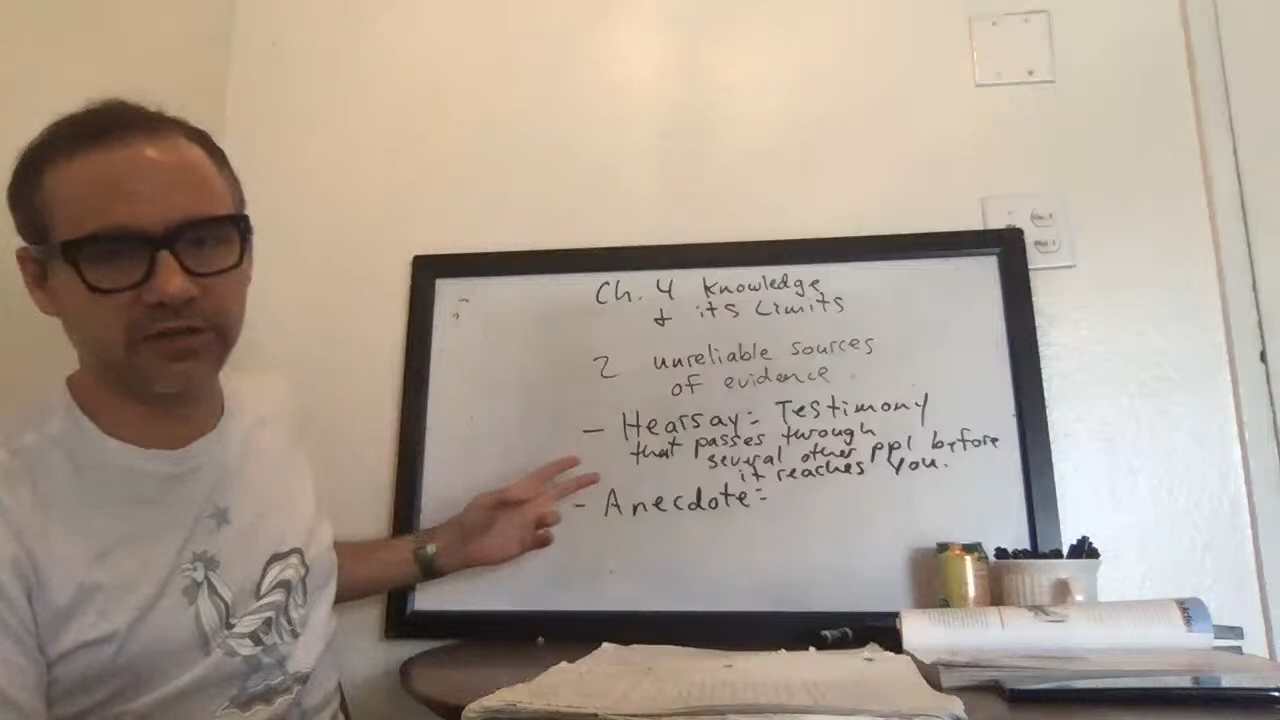 Ch. 4 Knowledge
+ its Limits
2 unreliable sources
of evidence
- Hearsay: Testimony
that passes through
several other ppl before
it reaches you.
- Anecdote: